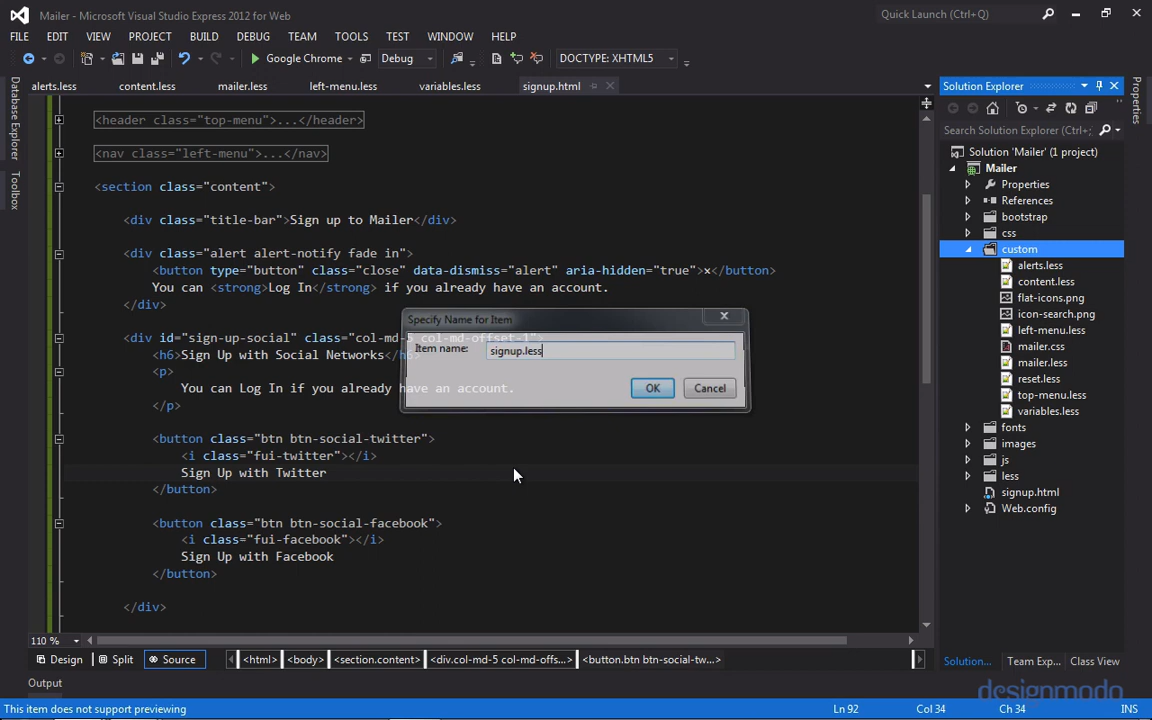 Mailer - Microsoft Visual Studio Express 2012 for Web
Quick Launch (Ctrl+Q)
FILE EDIT VIEW PROJECT BUILD DEBUG TEAM TOOLS TEST WINDOW HELP
Google Chrome Debug DOCTYPE: XHTML5
alerts.less content.less mailer.less left-menu.less variables.less signup.html
Database Explorer
Toolbox
<header class="top-menu">...</header>
<nav class="left-menu">...</nav>
<section class="content">
<div class="title-bar">Sign up to Mailer</div>
<div class="alert alert-notify fade in">
<button type="button" class="close" data-dismiss="alert" aria-hidden="true">×</button>
You can <strong>Log In</strong> if you already have an account.
</div>
<div id="sign-up-social" class="col-md-5 col-md-offset-1">
<h6>Sign Up with Social Networks</h6>
<p>
You can Log In if you already have an account.
</p>
<button class="btn btn-social-twitter">
<i class="fui-twitter"></i>
Sign Up with Twitter
</button>
<button class="btn btn-social-facebook">
<i class="fui-facebook"></i>
Sign Up with Facebook
</button>
</div>
Specify Name for Item
Item name: signup.less
OK Cancel
110 %
Design Split Source <html> <body> <section.content> <div.col-md-5 col-md-offs...> <button.btn btn-social-tw...>
Output
Solution Explorer
Search Solution Explorer (Ctrl+;
Solution 'Mailer' (1 project)
Mailer
Properties
References
bootstrap
css
custom
alerts.less
content.less
flat-icons.png
icon-search.png
left-menu.less
mailer.css
mailer.less
reset.less
top-menu.less
variables.less
fonts
images
js
less
signup.html
Web.config
Solution... Team Exp... Class View
Properties
designmodo
This item does not support previewing
Ln 92 Col 34 Ch 34 INS